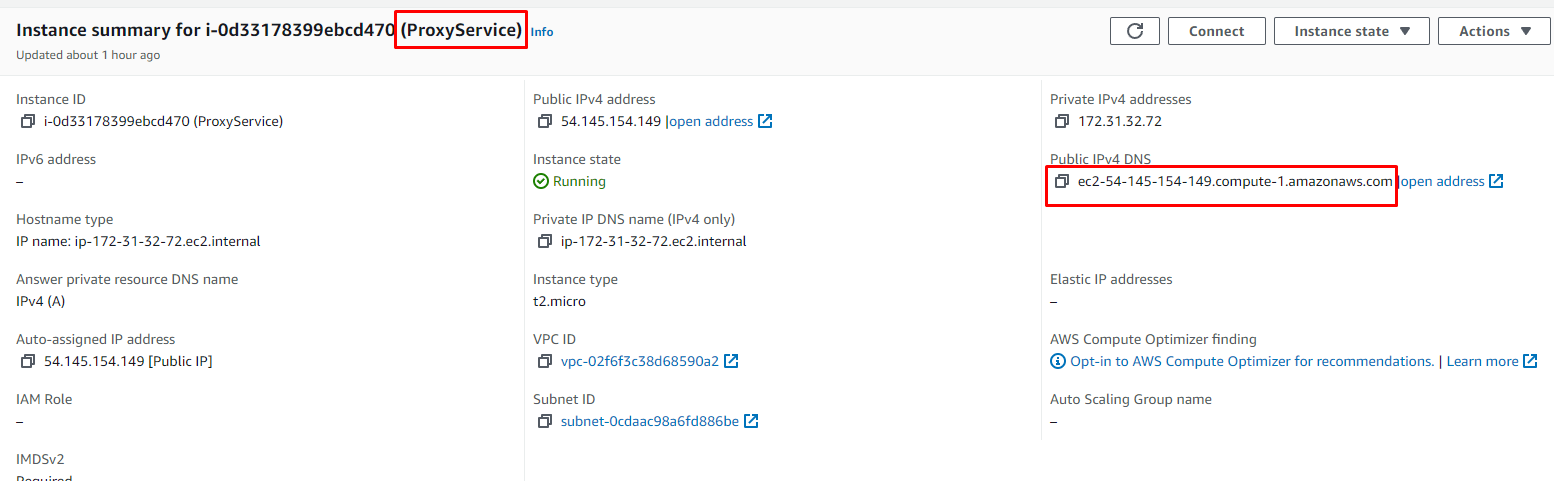 Instance summary for i-0d33178399ebcd470 (ProxyService) Info
Connect
Instance state
Actions
Updated about 1 hour ago
Instance ID
i-0d33178399ebcd470 (ProxyService)
Public IPv4 address
54.145.154.149 |open address
Private IPv4 addresses
172.31.32.72
IPv6 address
–
Instance state
Running
Public IPv4 DNS
ec2-54-145-154-149.compute-1.amazonaws.com |open address
Hostname type
IP name: ip-172-31-32-72.ec2.internal
Private IP DNS name (IPv4 only)
ip-172-31-32-72.ec2.internal
Answer private resource DNS name
IPv4 (A)
Instance type
t2.micro
Elastic IP addresses
–
Auto-assigned IP address
54.145.154.149 [Public IP]
VPC ID
vpc-02f6f3c38d68590a2
AWS Compute Optimizer finding
Opt-in to AWS Compute Optimizer for recommendations. | Learn more
IAM Role
–
Subnet ID
subnet-0cdaac98a6fd886be
Auto Scaling Group name
–
IMDSv2
Required